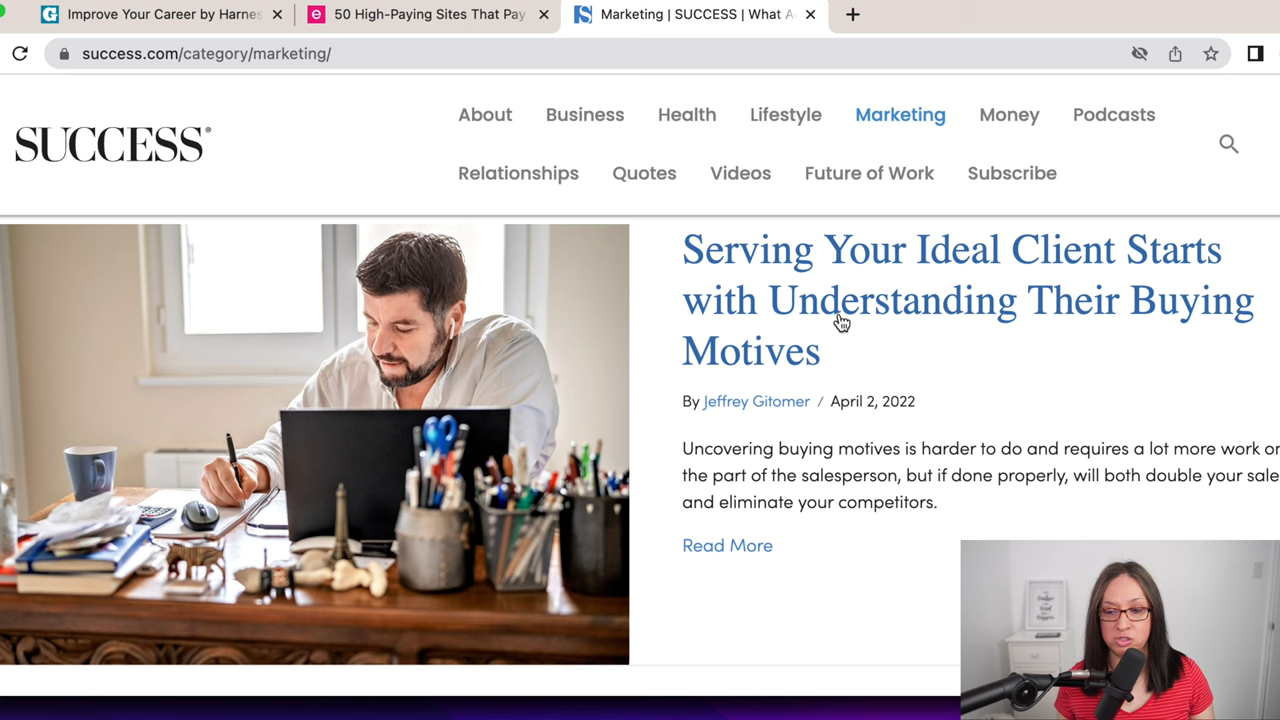 Improve Your Career by Harnes
50 High-Paying Sites That Pay
Marketing | SUCCESS | What A
success.com/category/marketing/
SUCCESS®
About Business Health Lifestyle Marketing Money Podcasts
Relationships Quotes Videos Future of Work Subscribe
Serving Your Ideal Client Starts
with Understanding Their Buying
Motives
By Jeffrey Gitomer / April 2, 2022
Uncovering buying motives is harder to do and requires a lot more work on
the part of the salesperson, but if done properly, will both double your sale
and eliminate your competitors.
Read More